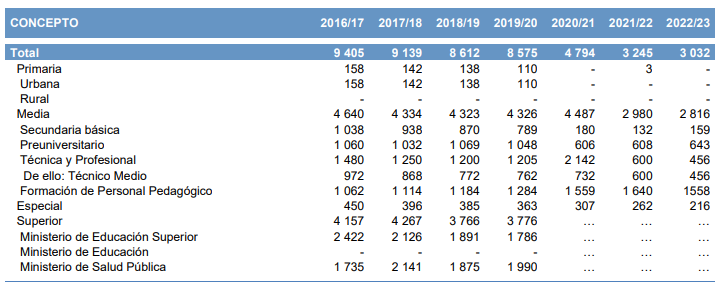 CONCEPTO 2016/17 2017/18 2018/19 2019/20 2020/21 2021/22 2022/23
Total 9 405 9 139 8 612 8 575 4 794 3 245 3 032
Primaria 158 142 138 110 - 3 -
Urbana 158 142 138 110 - - -
Rural - - - - - - -
Media 4 640 4 334 4 323 4 326 4 487 2 980 2 816
Secundaria básica 1 038 938 870 789 180 132 159
Preuniversitario 1 060 1 032 1 069 1 048 606 608 643
Técnica y Profesional 1 480 1 250 1 200 1 205 2 142 600 456
De ello: Técnico Medio 972 868 772 762 732 600 456
Formación de Personal Pedagógico 1 062 1 114 1 184 1 284 1 559 1 640 1558
Especial 450 396 385 363 307 262 216
Superior 4 157 4 267 3 766 3 776 ... ... ...
Ministerio de Educación Superior 2 422 2 126 1 891 1 786 ... ... ...
Ministerio de Educación - - - - ... ... ...
Ministerio de Salud Pública 1 735 2 141 1 875 1 990 ... ... ...